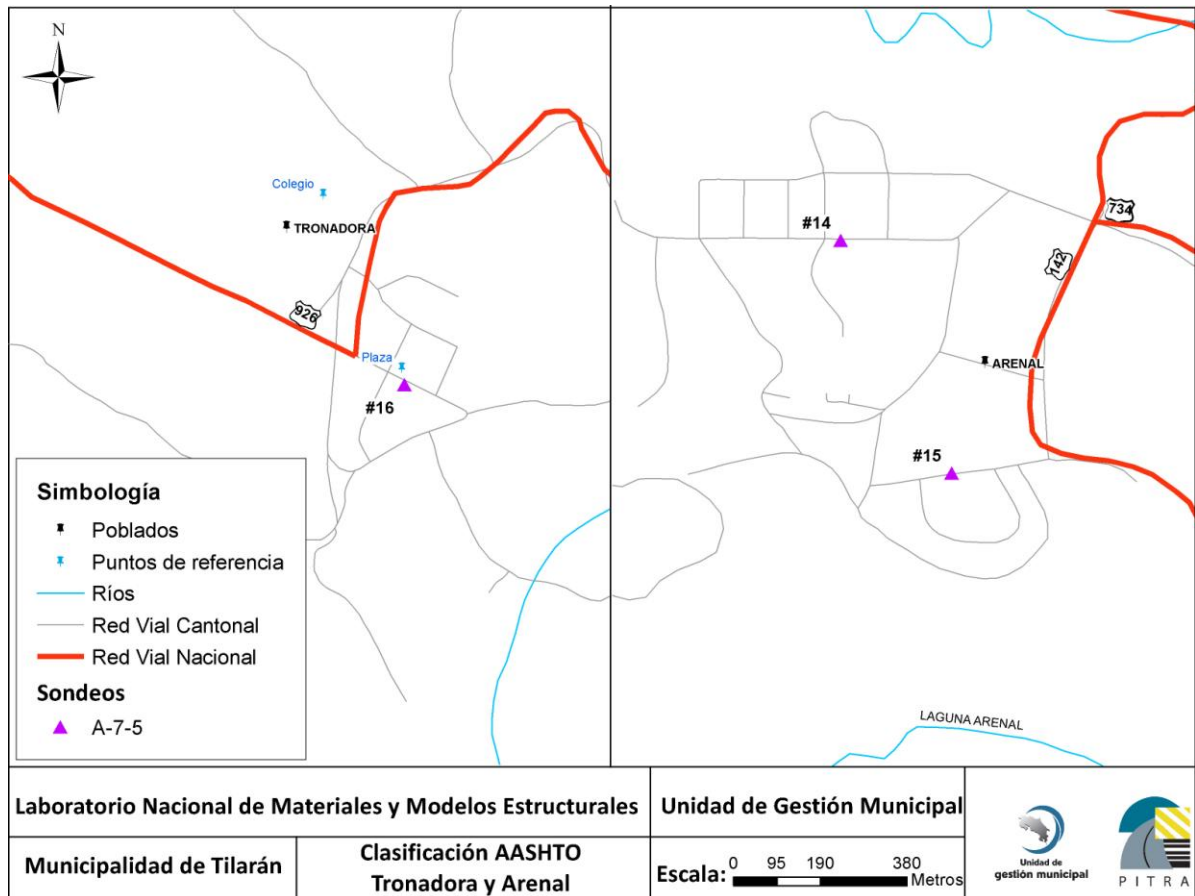 N
Colegio
TRONADORA
926
Plaza
#16
#14
734
142
ARENAL
#15
LAGUNA ARENAL
Simbología
Poblados
Puntos de referencia
Ríos
Red Vial Cantonal
Red Vial Nacional
Sondeos
A-7-5
Laboratorio Nacional de Materiales y Modelos Estructurales
Unidad de Gestión Municipal
Municipalidad de Tilarán
Clasificación AASHTO
Tronadora y Arenal
Escala: 0 95 190 380
Metros
Unidad de
gestión municipal
PITRA